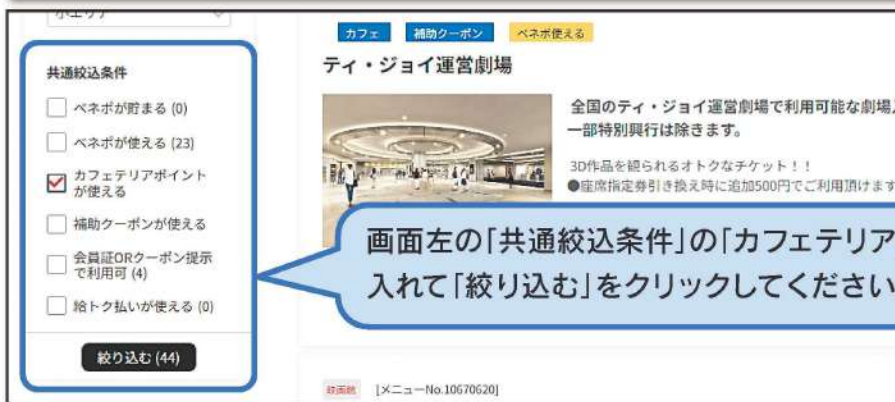 小エリア
共通絞込条件
ベネポが貯まる (0)
ベネポが使える (23)
カフェテリアポイント
が使える
補助クーポンが使える
会員証ORクーポン提示
で利用可 (4)
給トク払いが使える (0)
絞り込む (44)
カフェ 補助クーポン ベネポ使える
ティ・ジョイ運営劇場
全国のティ・ジョイ運営劇場で利用可能な劇場
一部特別興行は除きます。
3D作品を観られるオトクなチケット！！
●座席指定券引き換え時に追加500円でご利用頂けます
画面左の「共通絞込条件」の「カフェテリア
入れて「絞り込む」をクリックしてください
映画館 [メニューNo.10670620]